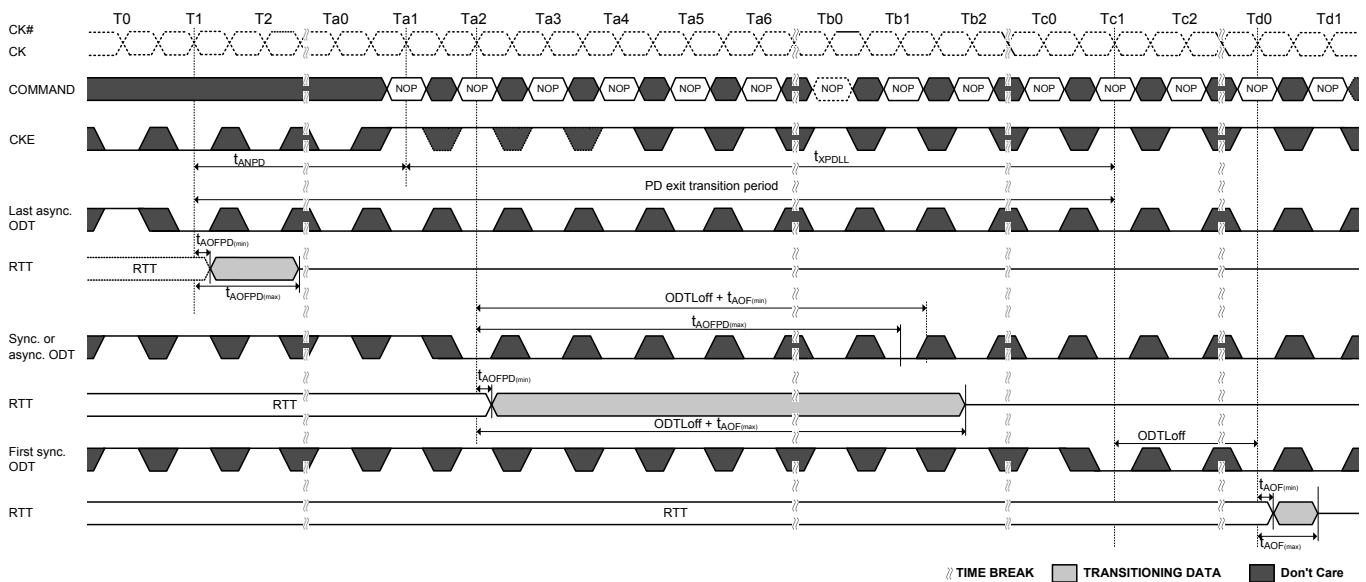 T0 T1 T2 Ta0 Ta1 Ta2 Ta3 Ta4 Ta5 Ta6 Tb0 Tb1 Tb2 Tc0 Tc1 Tc2 Td0 Td1
CK#
CK
COMMAND NOP NOP NOP NOP NOP NOP NOP NOP NOP NOP NOP NOP NOP NOP
CKE
tANPD tXPDLL
PD exit transition period
Last async.
ODT
tAOFPD(min)
RTT RTT
tAOFPD(max)
ODTLoff + tAOF(min)
tAOFPD(max)
Sync. or
async. ODT
tAOFPD(min)
RTT RTT
ODTLoff + tAOF(max)
First sync.
ODT
ODTLoff
tAOF(min)
RTT RTT
tAOF(max)
TIME BREAK TRANSITIONING DATA Don't Care